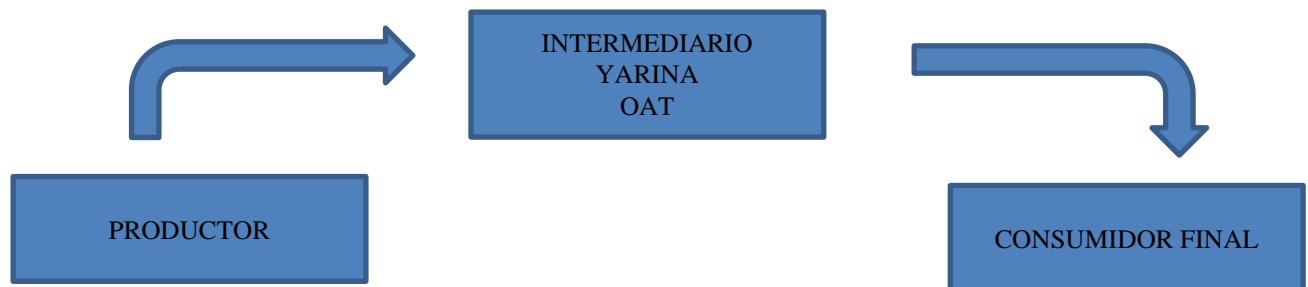 INTERMEDIARIO
YARINA
OAT
PRODUCTOR
CONSUMIDOR FINAL